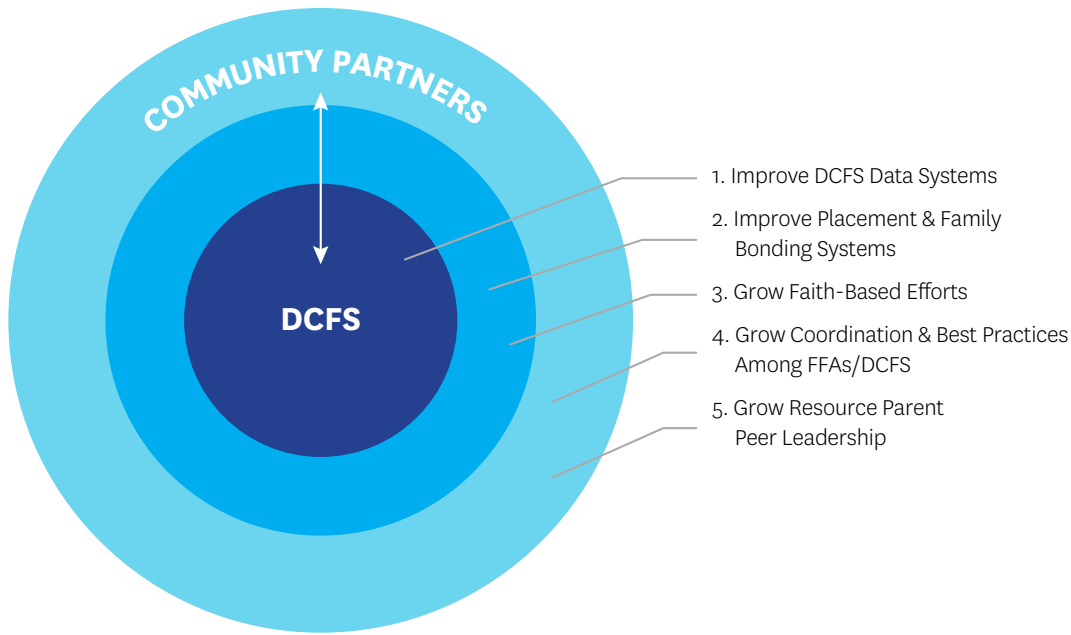 COMMUNITY PARTNERS
DCFS
1. Improve DCFS Data Systems
2. Improve Placement & Family
Bonding Systems
3. Grow Faith-Based Efforts
4. Grow Coordination & Best Practices
Among FFAs/DCFS
5. Grow Resource Parent
Peer Leadership